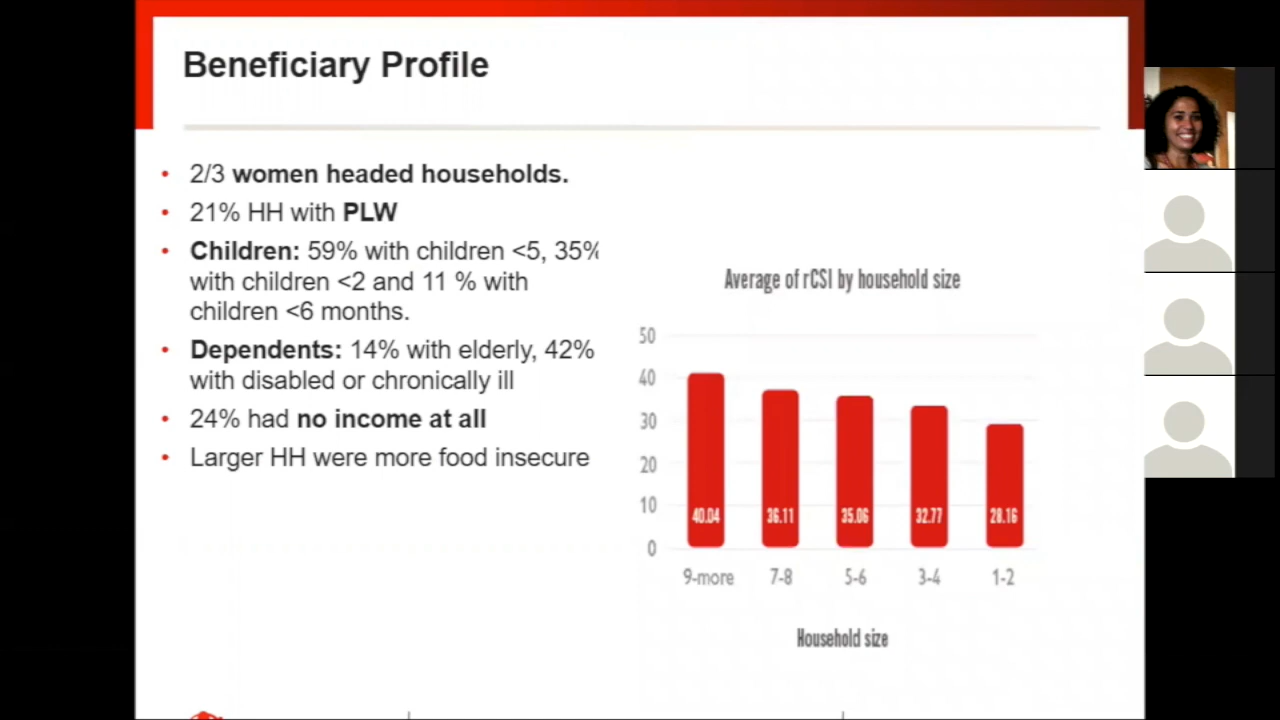 Beneficiary Profile
• 2/3 women headed households.
• 21% HH with PLW
• Children: 59% with children <5, 35%
with children <2 and 11 % with
children <6 months.
• Dependents: 14% with elderly, 42%
with disabled or chronically ill
• 24% had no income at all
• Larger HH were more food insecure
Average of rCSI by household size
50
40
30
20
10
0
40.04 36.11 35.06 32.77 28.16
9-more 7-8 5-6 3-4 1-2
Household size